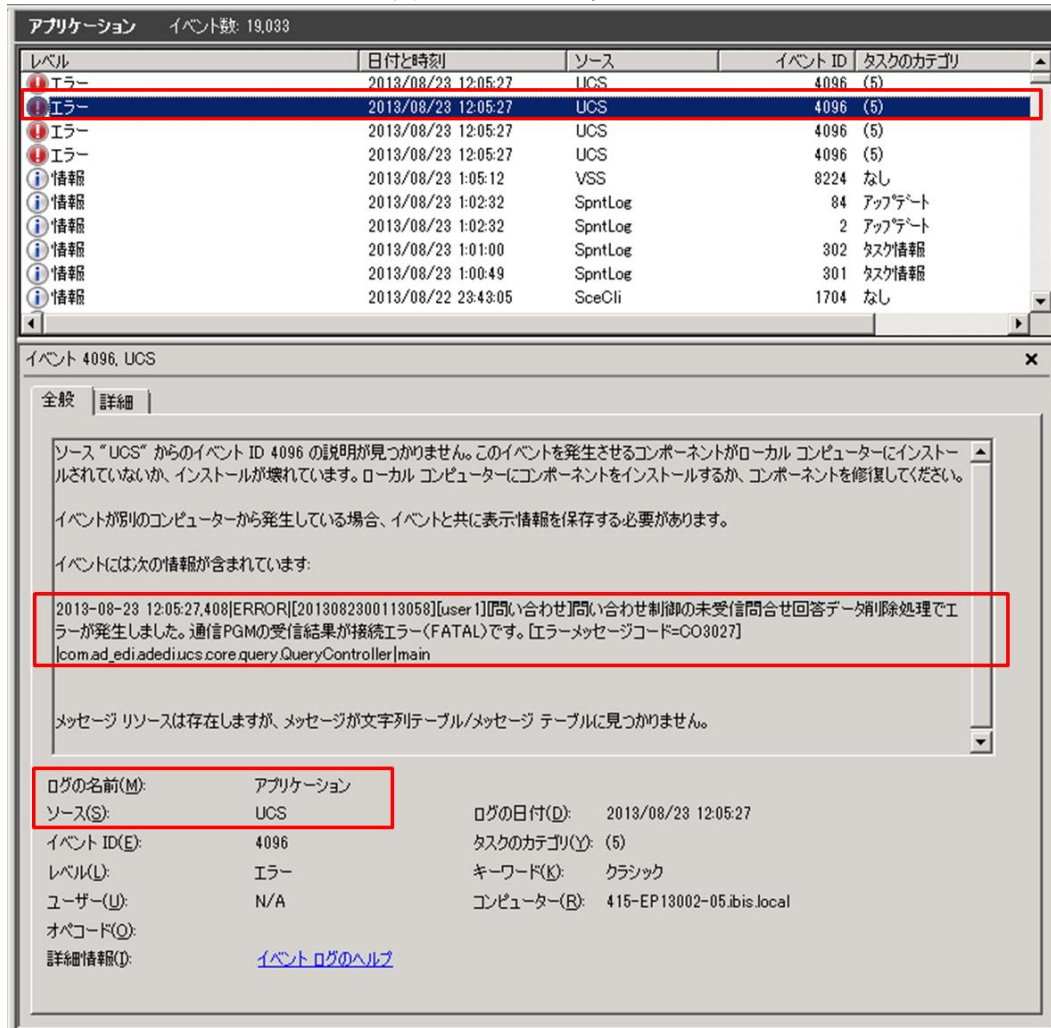 アプリケーション イベント数: 19,033
レベル 日付と時刻 ソース イベント ID タスクのカテゴリ
エラー 2013/08/23 12:05:27 UCS 4096 (5)
エラー 2013/08/23 12:05:27 UCS 4096 (5)
エラー 2013/08/23 12:05:27 UCS 4096 (5)
エラー 2013/08/23 12:05:27 UCS 4096 (5)
情報 2013/08/23 1:05:12 VSS 8224 なし
情報 2013/08/23 1:02:32 SpntLog 84 アップデート
情報 2013/08/23 1:02:32 SpntLog 2 アップデート
情報 2013/08/23 1:01:00 SpntLog 302 タスク情報
情報 2013/08/23 1:00:49 SpntLog 301 タスク情報
情報 2013/08/22 23:43:05 SceCli 1704 なし
イベント 4096, UCS
全般 詳細
ソース "UCS" からのイベント ID 4096 の説明が見つかりません。このイベントを発生させるコンポーネントがローカル コンピューターにインストー
ルされていないか、インストールが壊れています。ローカル コンピューターにコンポーネントをインストールするか、コンポーネントを修復してください。
イベントが別のコンピューターから発生している場合、イベントと共に表示情報を保存する必要があります。
イベントには次の情報が含まれています:
2013-08-23 12:05:27,408|ERROR|[2013082300113058][user1][問い合わせ]問い合わせ制御の未受信問合せ回答データ削除処理でエ
ラーが発生しました。通信PGMの受信結果が接続エラー(FATAL)です。[エラーメッセージコード=CO3027]
|com.ad_edi.adedi.ucs.core.query.QueryController|main
メッセージ リソースは存在しますが、メッセージが文字列テーブル/メッセージ テーブルに見つかりません。
ログの名前(M): アプリケーション
ソース(S): UCS ログの日付(D): 2013/08/23 12:05:27
イベント ID(E): 4096 タスクのカテゴリ(Y): (5)
レベル(L): エラー キーワード(K): クラシック
ユーザー(U): N/A コンピューター(R): 415-EP13002-05.ibis.local
オペコード(O):
詳細情報(I): イベント ログのヘルプ